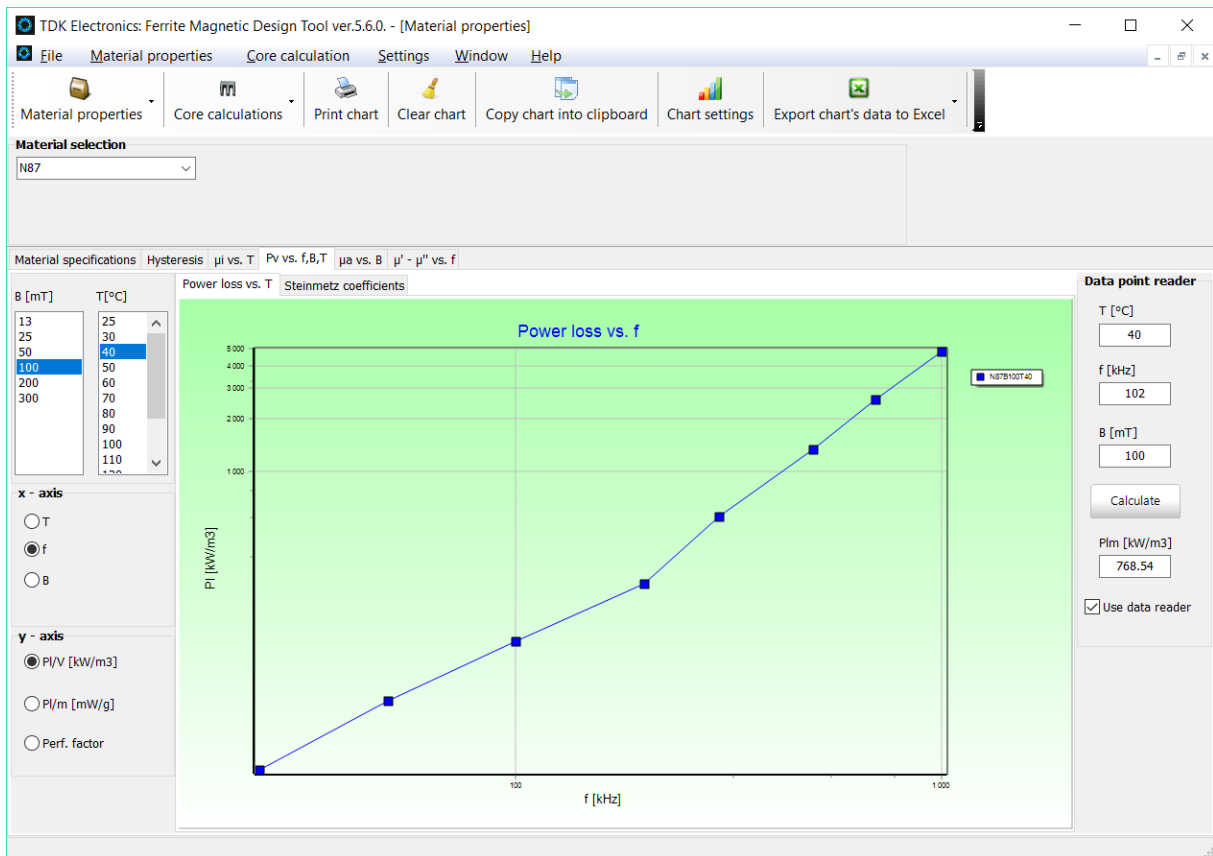 TDK Electronics: Ferrite Magnetic Design Tool ver.5.6.0. - [Material properties]
File Material properties Core calculation Settings Window Help
Material properties Core calculations Print chart Clear chart Copy chart into clipboard Chart settings Export chart's data to Excel
Material selection
N87
Material specifications Hysteresis µi vs. T Pv vs. f,B,T µa vs. B µ' - µ'' vs. f
Power loss vs. T Steinmetz coefficients
B [mT] T[°C]
13 25
25 30
50 40
100 50
200 60
300 70
80
90
100
110
x - axis
T
f
B
y - axis
Pl/V [kW/m3]
Pl/m [mW/g]
Perf. factor
Power loss vs. f
5 000
4 000
3 000
2 000
1 000
Pl [kW/m3]
N87B100T40
100 1 000
f [kHz]
Data point reader
T [°C]
40
f [kHz]
102
B [mT]
100
Calculate
Plm [kW/m3]
768.54
Use data reader